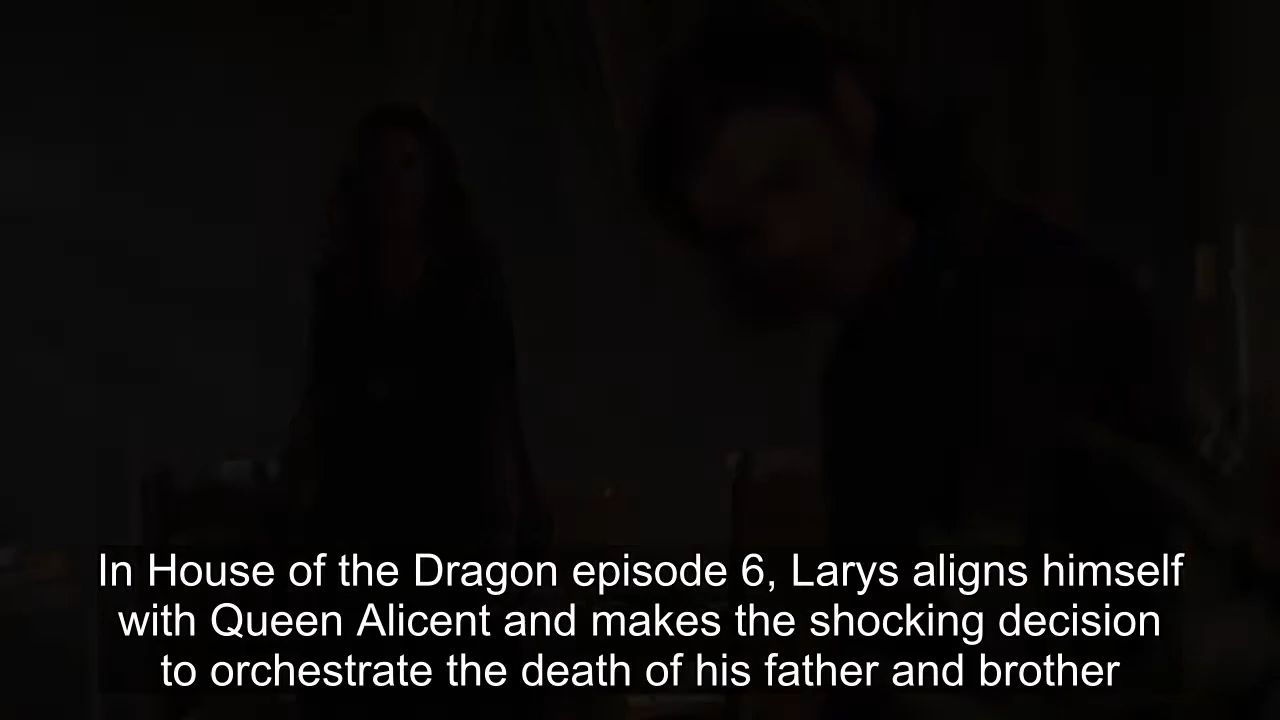 In House of the Dragon episode 6, Larys aligns himself
with Queen Alicent and makes the shocking decision
to orchestrate the death of his father and brother